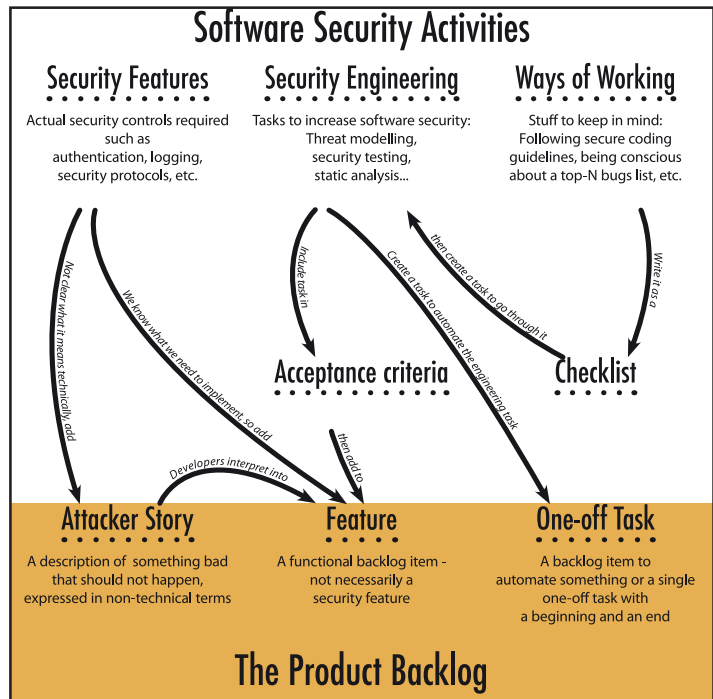 Software Security Activities
Security Features
Actual security controls required
such as
authentication, logging,
security protocols, etc.
Security Engineering
Tasks to increase software security:
Threat modelling,
security testing,
static analysis...
Ways of Working
Stuff to keep in mind:
Following secure coding
guidelines, being conscious
about a top-N bugs list, etc.
Not clear what it means technically, add
We know what we need to implement, so add
Include task in
Create a task to automate the engineering task
then create a task to go through it
Write it as a
Acceptance criteria
Checklist
then add to
Developers interpret into
Attacker Story
A description of something bad
that should not happen,
expressed in non-technical terms
Feature
A functional backlog item -
not necessarily a
security feature
One-off Task
A backlog item to
automate something or a single
one-off task with
a beginning and an end
The Product Backlog